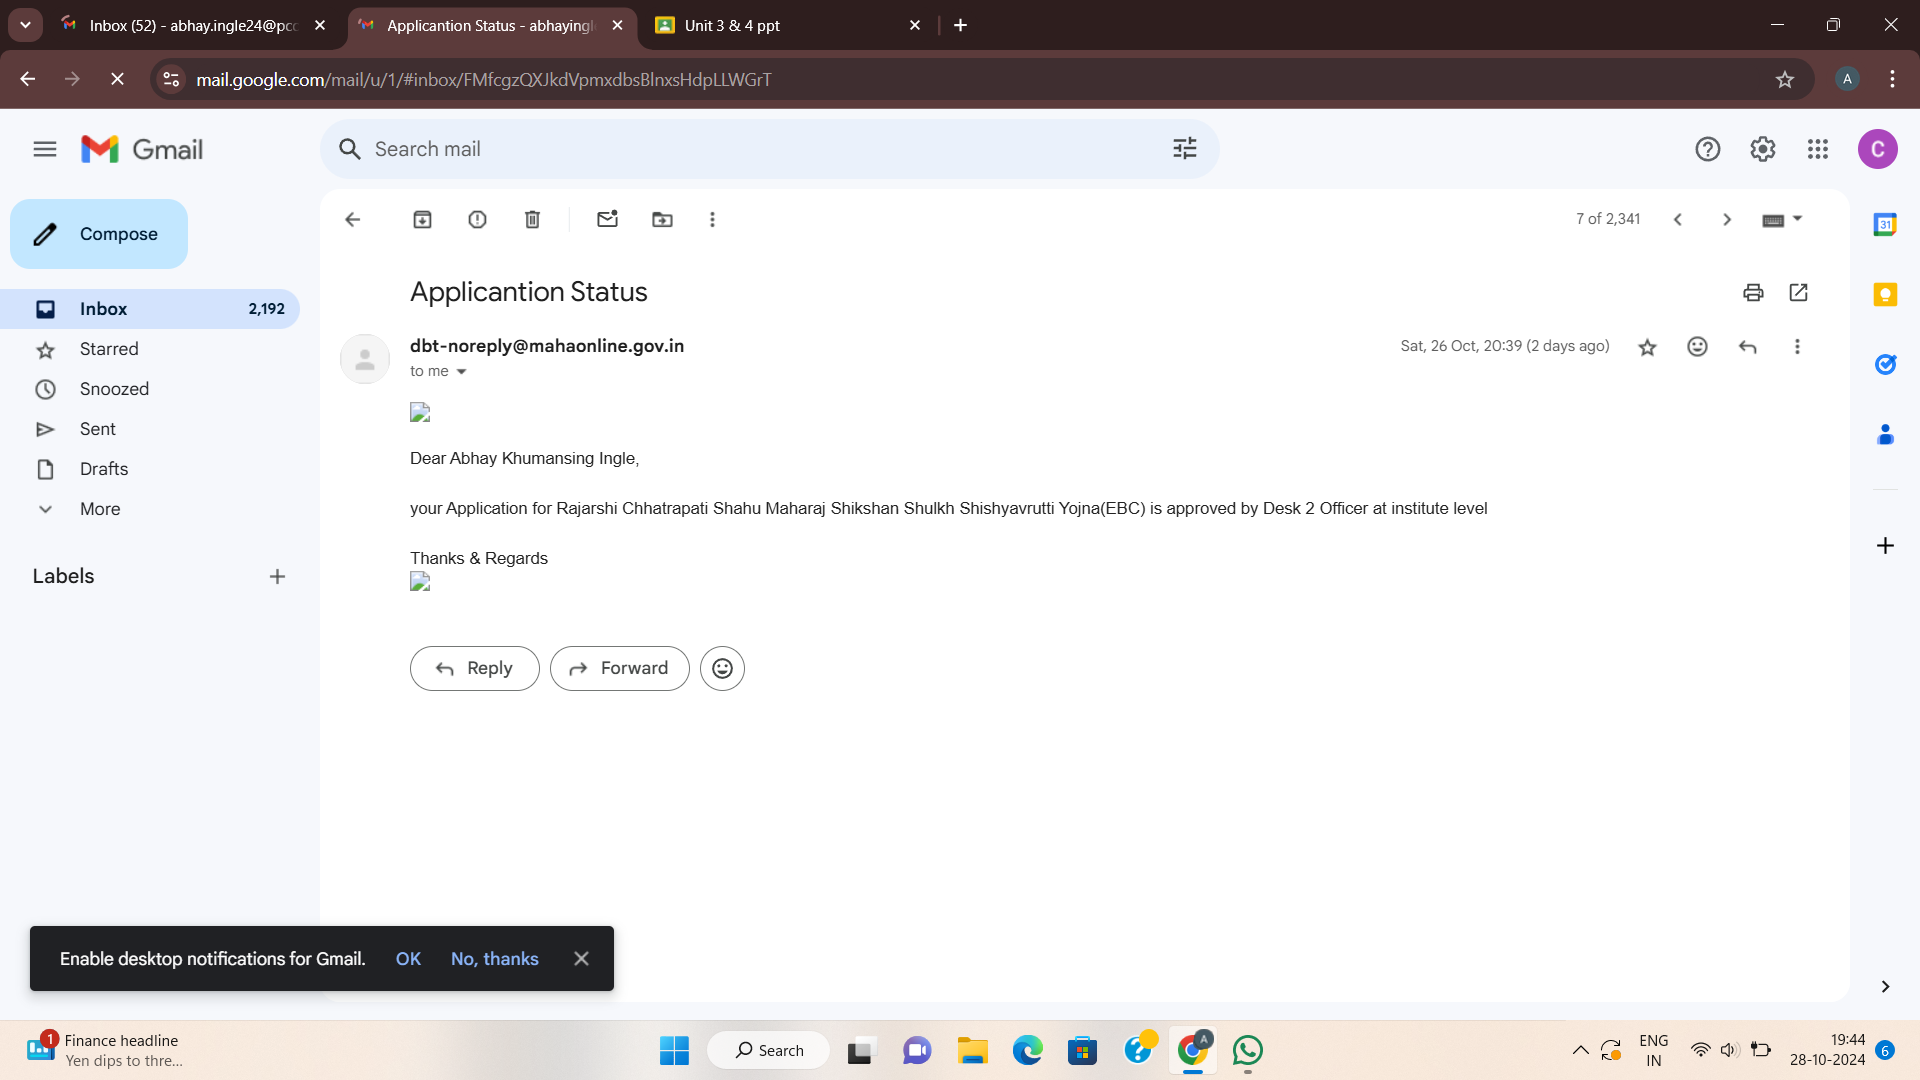 Inbox (52) - abhay.ingle24@pcc
Applicantion Status - abhayingl
Unit 3 & 4 ppt
mail.google.com/mail/u/1/#inbox/FMfcgzQXJkdVpmxdbsBlnxsHdpLLWGrT
A
Gmail
Search mail
C
Compose
7 of 2,341
31
Applicantion Status
Inbox 2,192
dbt-noreply@mahaonline.gov.in
Sat, 26 Oct, 20:39 (2 days ago)
to me
Starred
Snoozed
Sent
Drafts
More
Labels
Dear Abhay Khumansing Ingle,
your Application for Rajarshi Chhatrapati Shahu Maharaj Shikshan Shulkh Shishyavrutti Yojna(EBC) is approved by Desk 2 Officer at institute level
Thanks & Regards
Reply
Forward
Enable desktop notifications for Gmail. OK No, thanks
1
Finance headline
Yen dips to thre...
Search
A
ENG
IN
19:44
28-10-2024
6